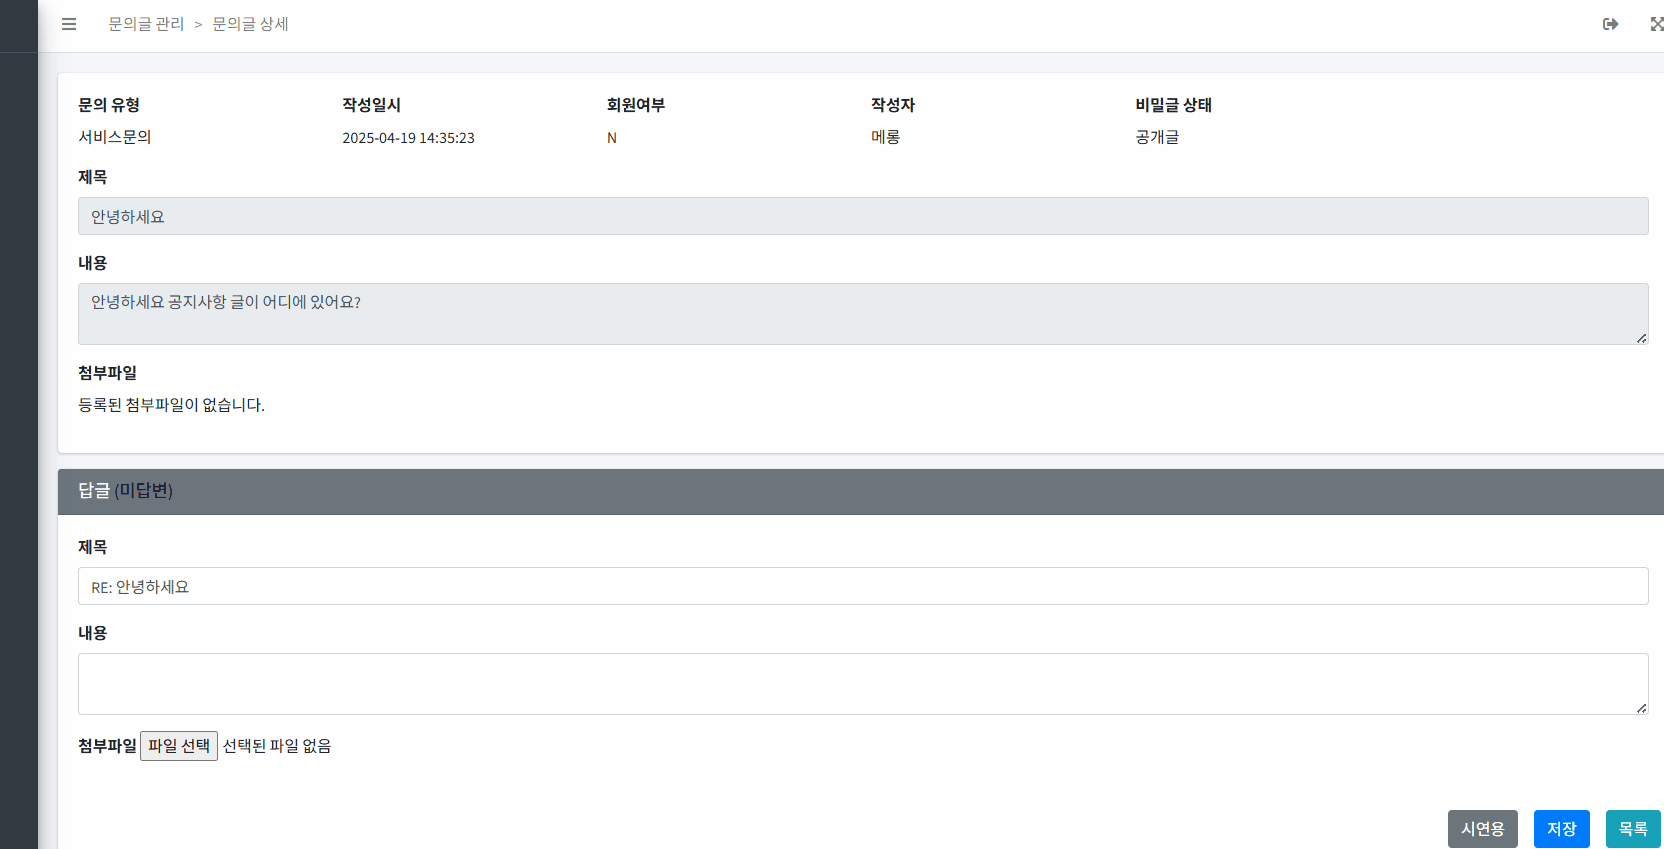 문의글 관리 > 문의글 상세
문의 유형 작성일시 회원여부 작성자 비밀글 상태
서비스문의 2025-04-19 14:35:23 N 메롱 공개글
제목
안녕하세요
내용
안녕하세요 공지사항 글이 어디에 있어요?
첨부파일
등록된 첨부파일이 없습니다.
답글 (미답변)
제목
RE: 안녕하세요
내용
첨부파일 파일 선택 선택된 파일 없음
시연용 저장 목록